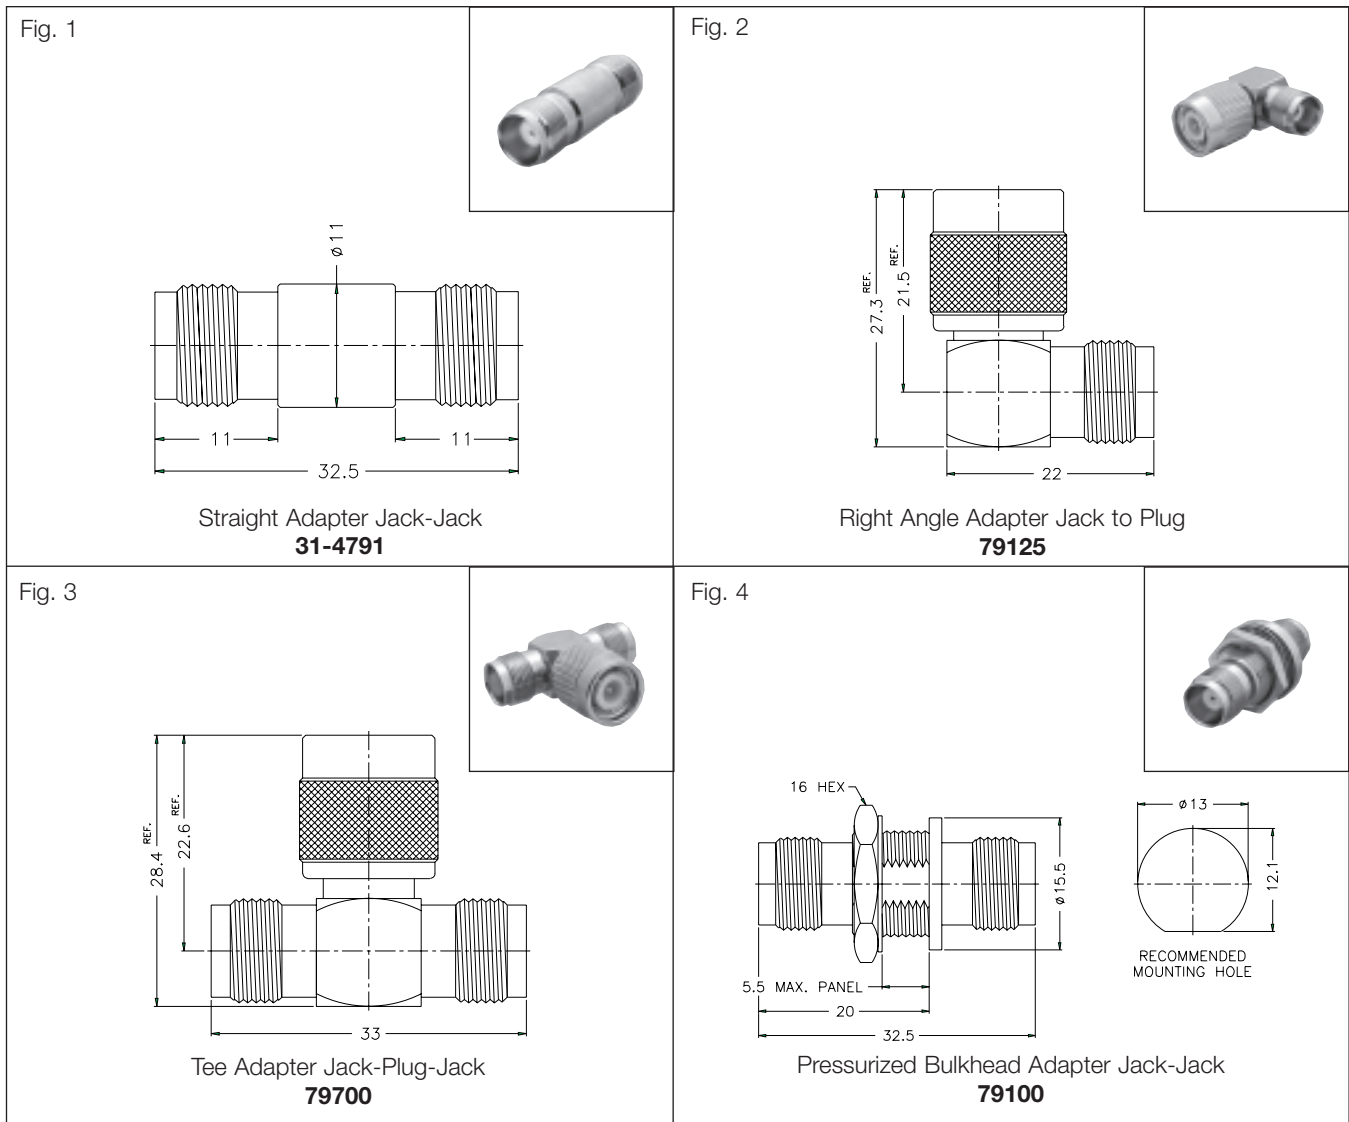 Fig. 1
ø11
11
11
32.5
Straight Adapter Jack-Jack
31-4791
Fig. 2
27.3 REF.
21.5 REF.
22
Right Angle Adapter Jack to Plug
79125
Fig. 3
28.4 REF.
22.6 REF.
33
Tee Adapter Jack-Plug-Jack
79700
Fig. 4
16 HEX
ø15.5
5.5 MAX. PANEL
20
32.5
ø13
12.1
RECOMMENDED
MOUNTING HOLE
Pressurized Bulkhead Adapter Jack-Jack
79100